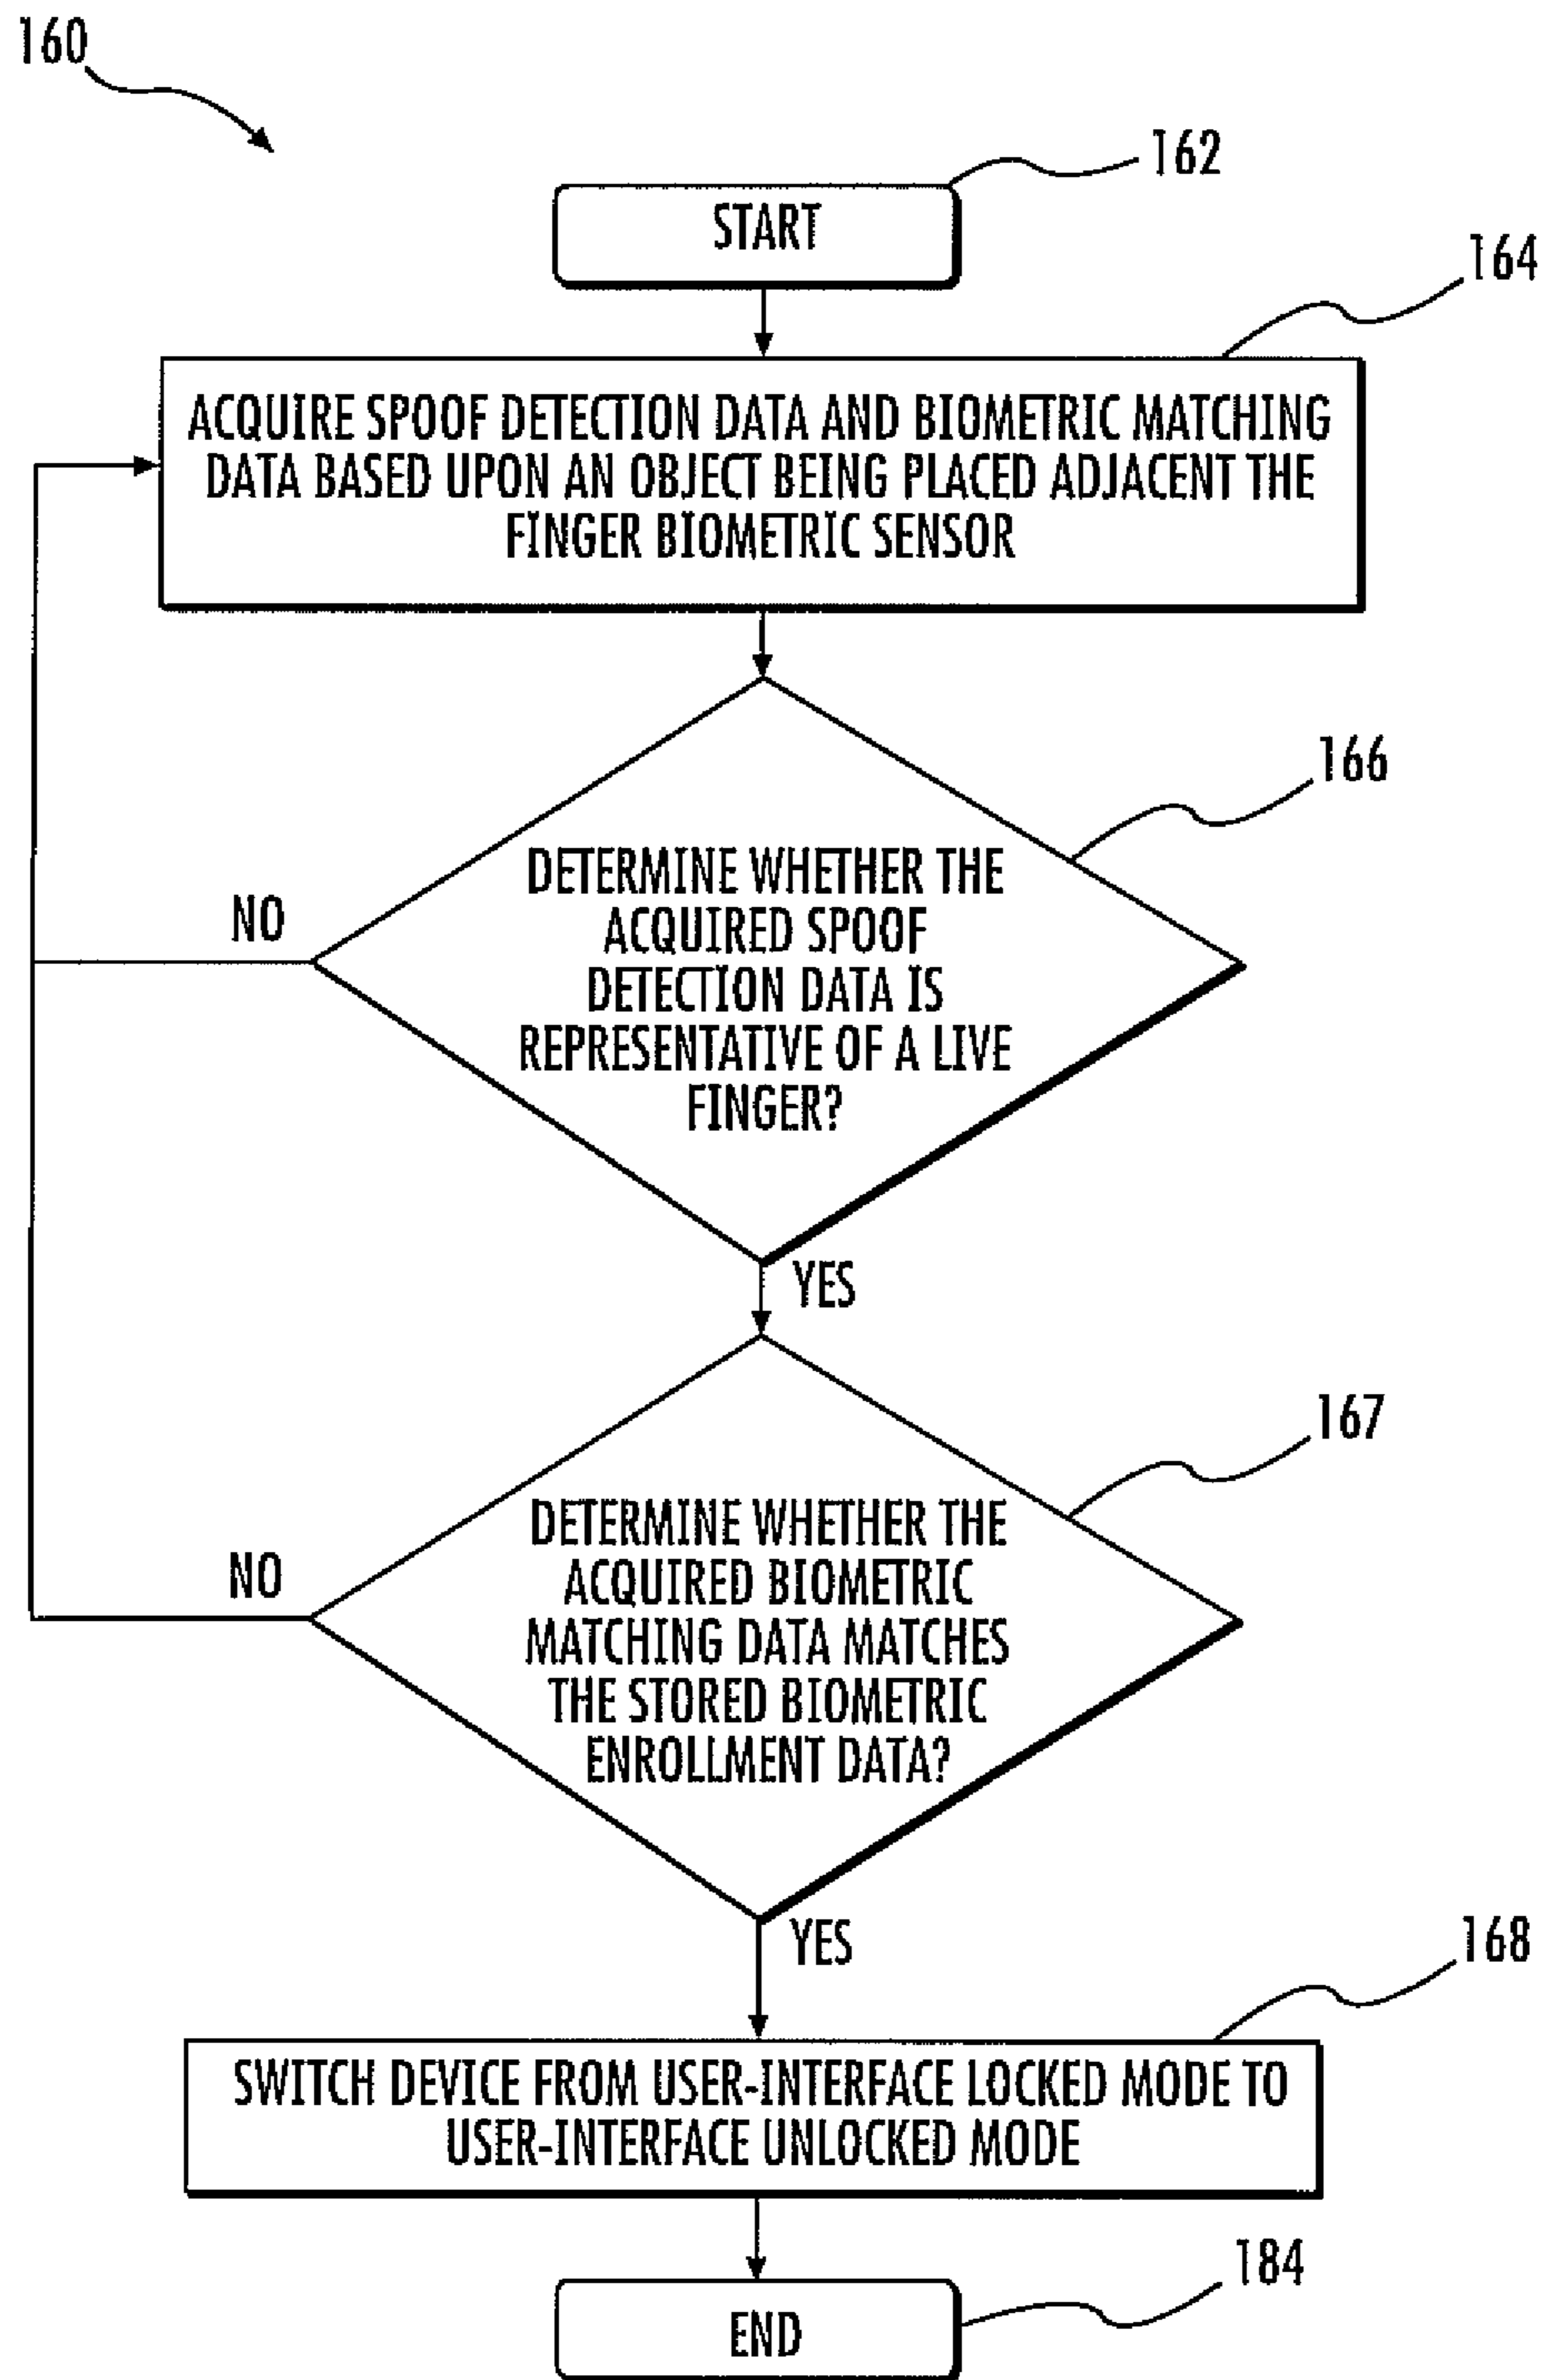 160
162
START
164
ACQUIRE SPOOF DETECTION DATA AND BIOMETRIC MATCHING
DATA BASED UPON AN OBJECT BEING PLACED ADJACENT THE
FINGER BIOMETRIC SENSOR
166
DETERMINE WHETHER THE
ACQUIRED SPOOF
DETECTION DATA IS
REPRESENTATIVE OF A LIVE
FINGER?
NO
YES
167
DETERMINE WHETHER THE
ACQUIRED BIOMETRIC
MATCHING DATA MATCHES
THE STORED BIOMETRIC
ENROLLMENT DATA?
NO
YES
168
SWITCH DEVICE FROM USER-INTERFACE LOCKED MODE TO
USER-INTERFACE UNLOCKED MODE
184
END